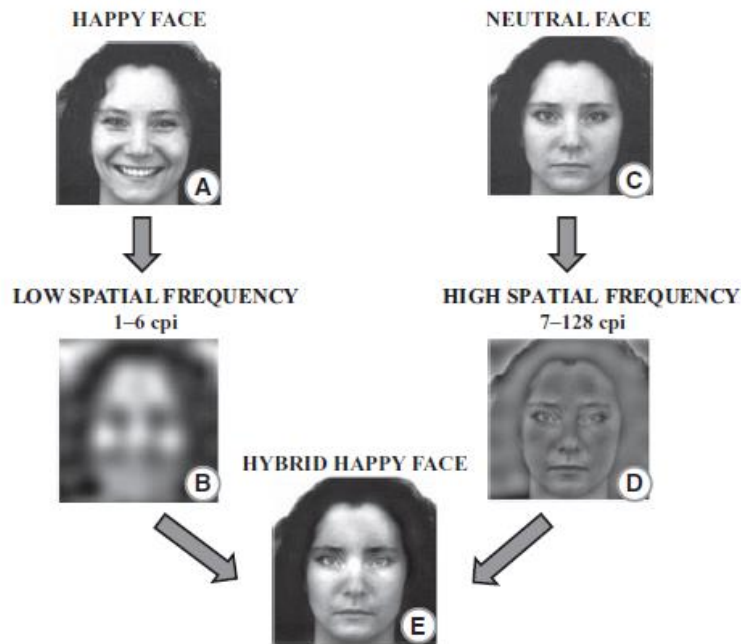 HAPPY FACE
NEUTRAL FACE
A
C
LOW SPATIAL FREQUENCY
1–6 cpi
HIGH SPATIAL FREQUENCY
7–128 cpi
B
D
HYBRID HAPPY FACE
E